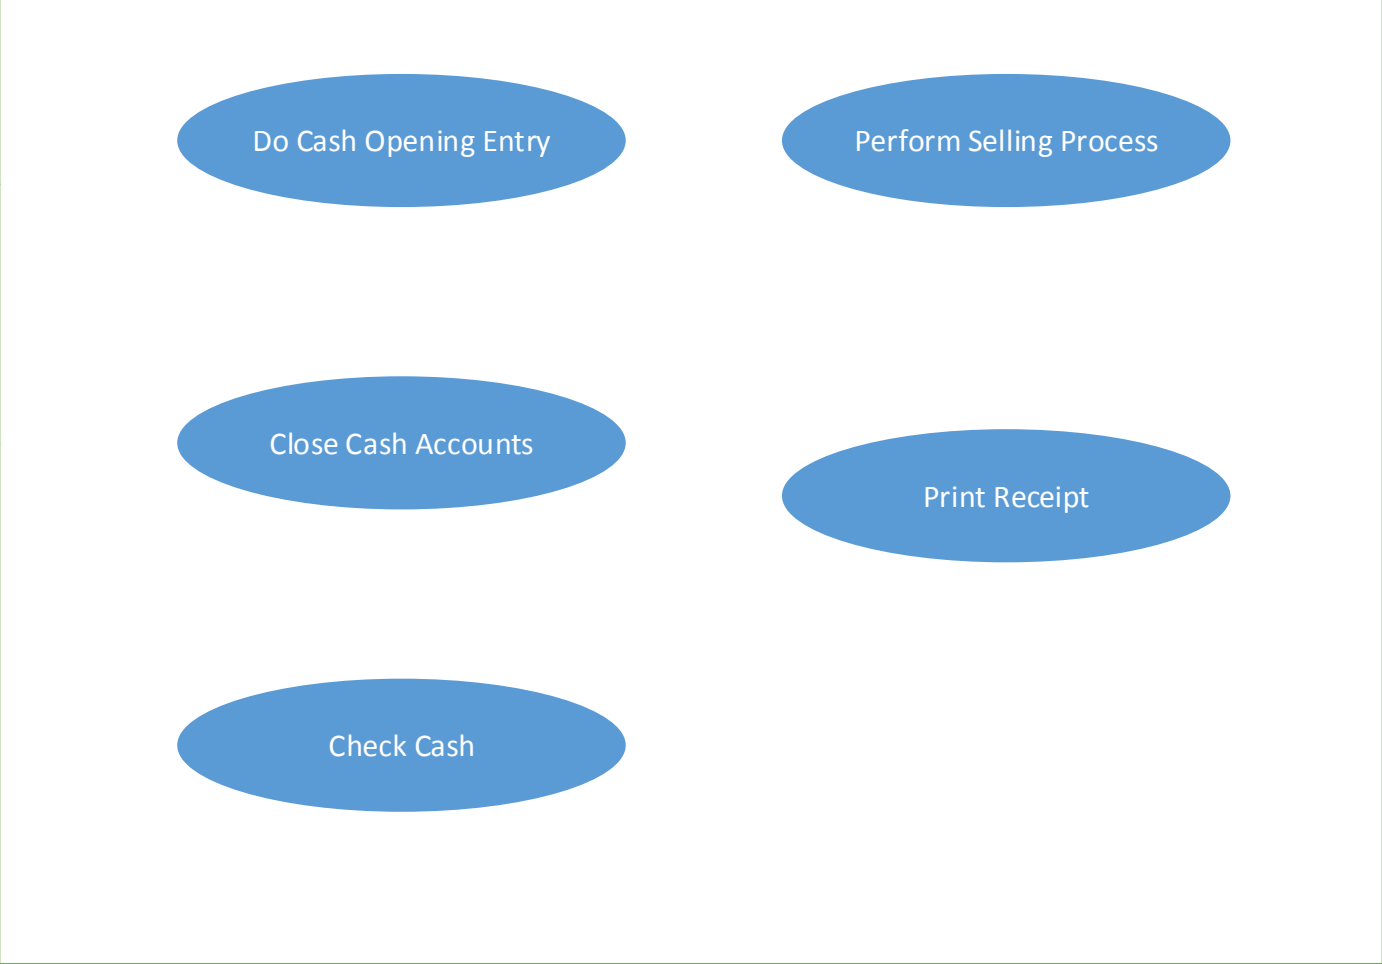 Do Cash Opening Entry
Perform Selling Process
Close Cash Accounts
Print Receipt
Check Cash